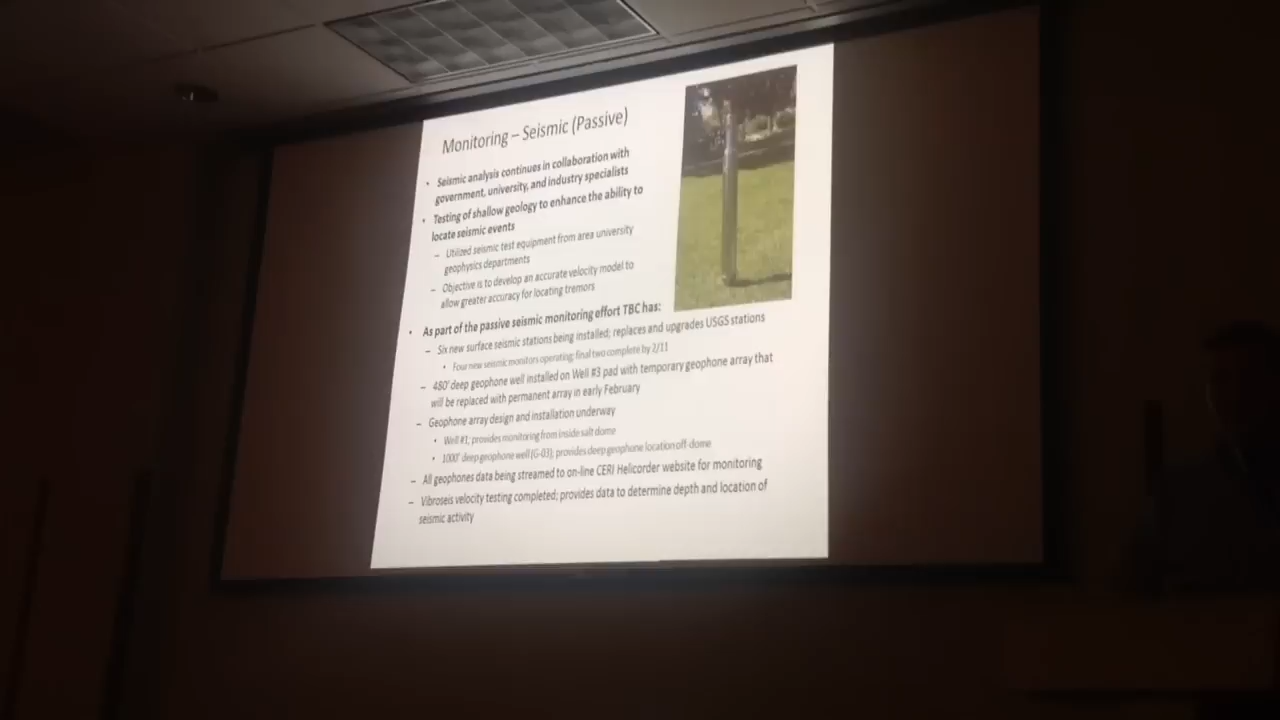 Monitoring – Seismic (Passive)
• Seismic analysis continues in collaboration with
government, university, and industry specialists
• Testing of shallow geology to enhance the ability to
locate seismic events
– Utilized seismic test equipment from area university
geophysics departments
– Objective is to develop an accurate velocity model to
allow greater accuracy for locating tremors
• As part of the passive seismic monitoring effort TBC has:
– Six new surface seismic stations being installed; replaces and upgrades USGS stations
• Four new seismic monitors operating; final two complete by 2/11
– 480' deep geophone well installed on Well #3 pad with temporary geophone array that
will be replaced with permanent array in early February
– Geophone array design and installation underway
• Well #1; provides monitoring from inside salt dome
• 1000' deep geophone well (G-03); provides deep geophone location off-dome
– All geophones data being streamed to on-line CERI Helicorder website for monitoring
– Vibroseis velocity testing completed; provides data to determine depth and location of
seismic activity